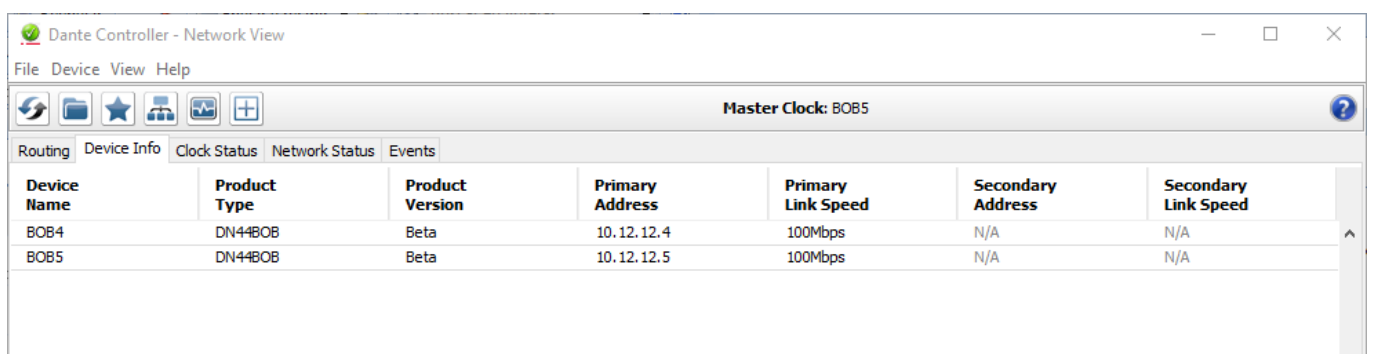 Dante Controller - Network View
File Device View Help
Master Clock: BOB5
Routing Device Info Clock Status Network Status Events
Device Name Product Type Product Version Primary Address Primary Link Speed Secondary Address Secondary Link Speed
BOB4 DN44BOB Beta 10.12.12.4 100Mbps N/A N/A
BOB5 DN44BOB Beta 10.12.12.5 100Mbps N/A N/A